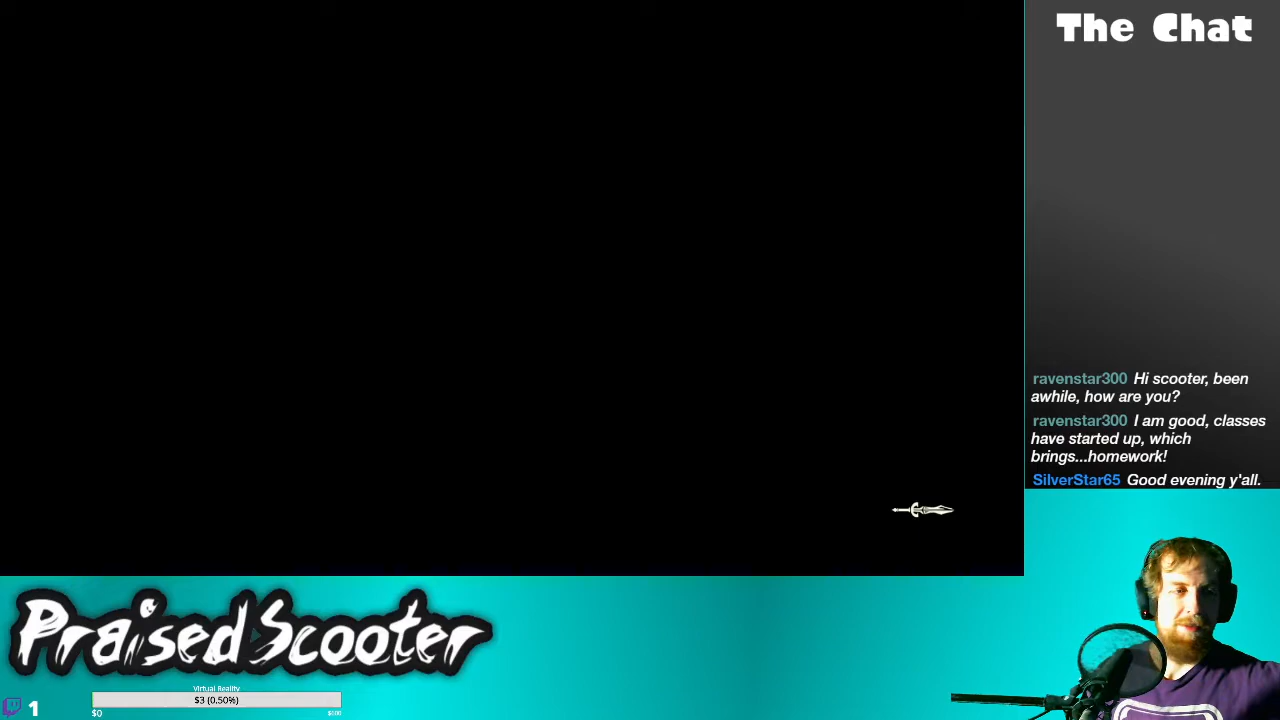 The Chat
ravenstar300 Hi scooter, been
awhile, how are you?
ravenstar300 I am good, classes
have started up, which
brings...homework!
SilverStar65 Good evening y'all.
PraisedScooter
Virtual Reality
$3 (0.50%)
1
$0